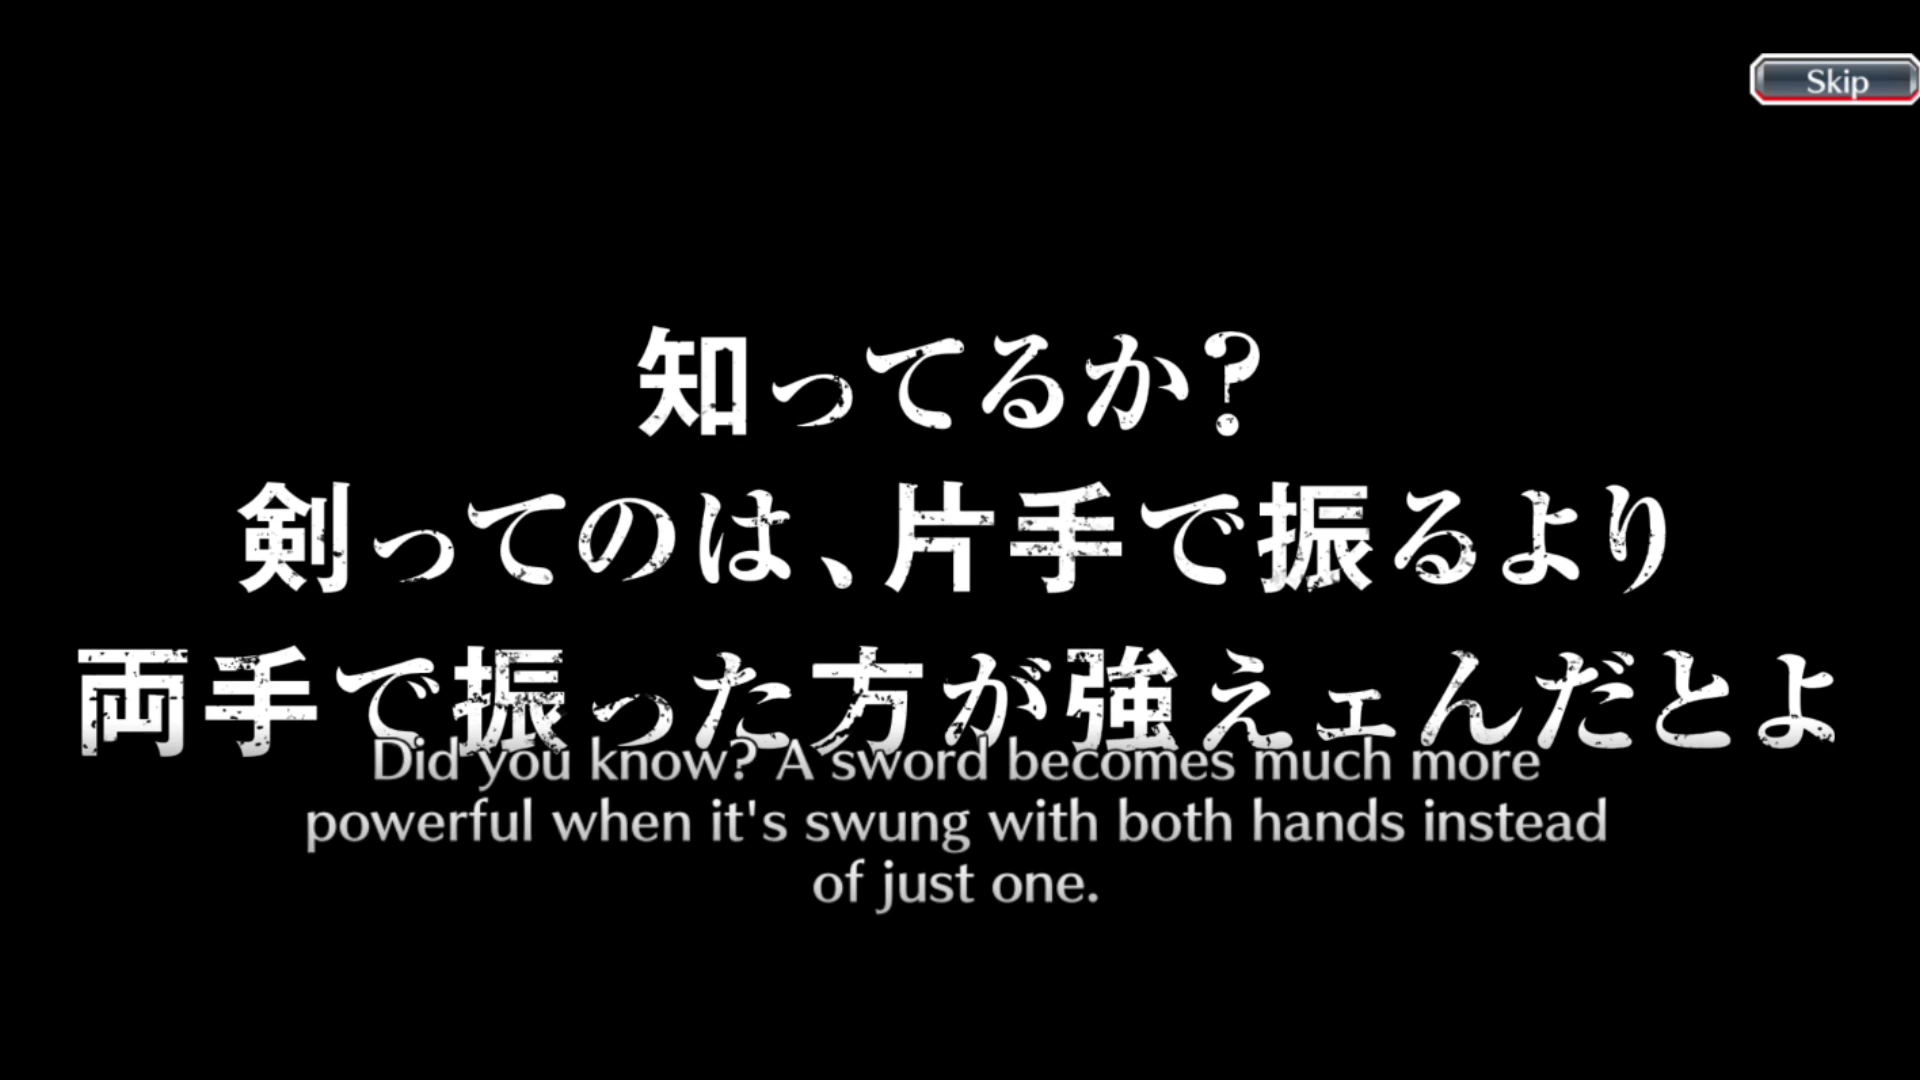 Skip
知ってるか?
剣ってのは、片手で振るより
両手で振った方が強えェんだとよ
Did you know? A sword becomes much more
powerful when it's swung with both hands instead
of just one.